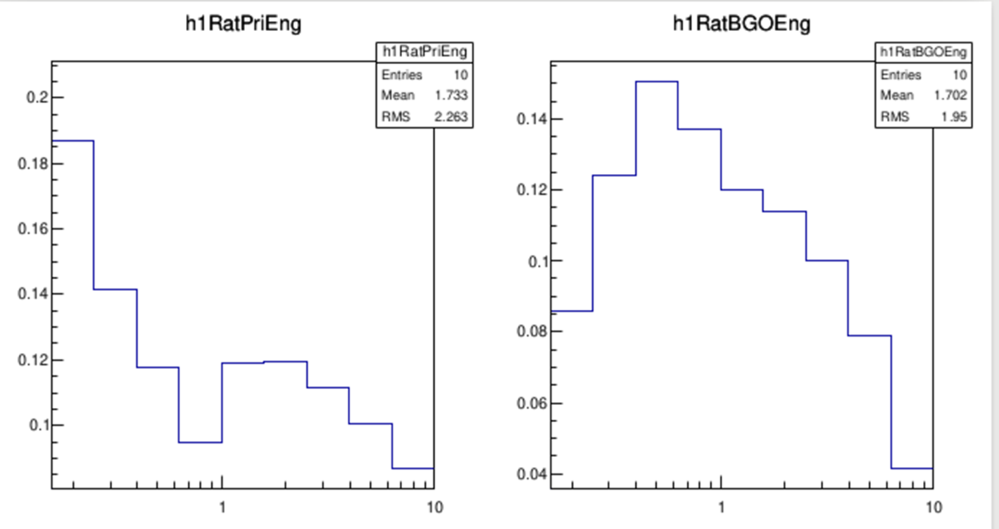 h1RatPriEng
h1RatPriEng
Entries 10
Mean 1.733
RMS 2.263
0.2
0.18
0.16
0.14
0.12
0.1
1 10
h1RatBGOEng
h1RatBGOEng
Entries 10
Mean 1.702
RMS 1.95
0.14
0.12
0.1
0.08
0.06
0.04
1 10